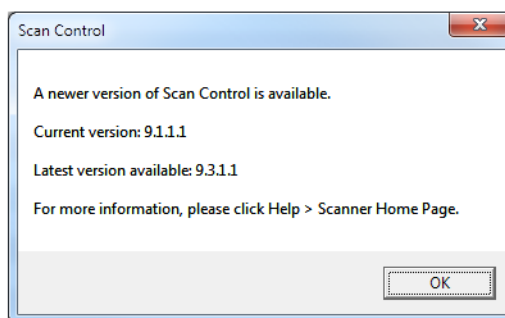 Scan Control
A newer version of Scan Control is available.
Current version: 9.1.1.1
Latest version available: 9.3.1.1
For more information, please click Help > Scanner Home Page.
OK